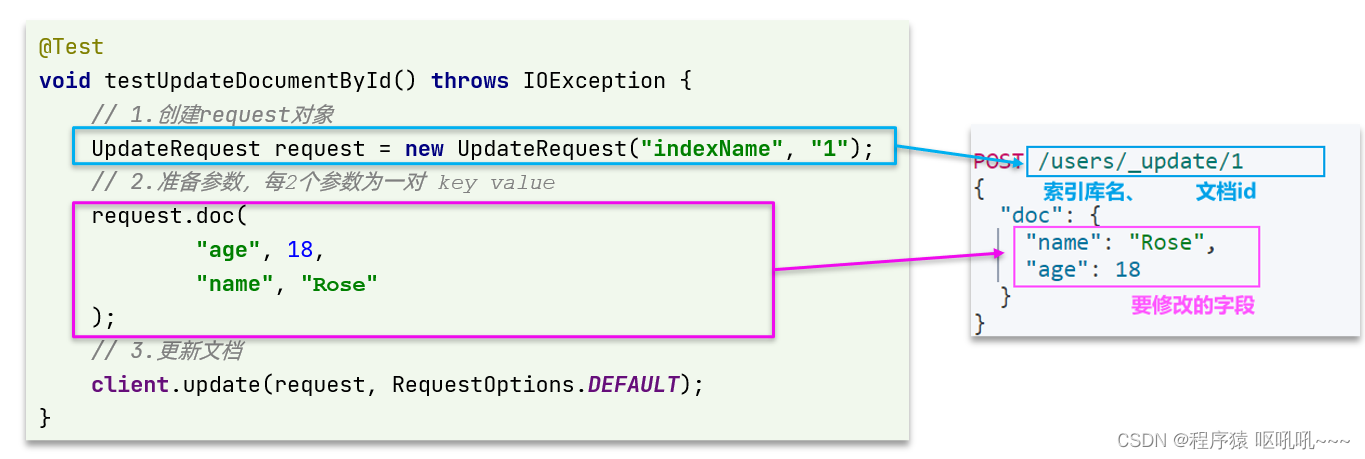 @Test
void testUpdateDocumentById() throws IOException {
// 1.创建request对象
UpdateRequest request = new UpdateRequest("indexName", "1");
// 2.准备参数，每2个参数为一对 key value
request.doc(
"age", 18,
"name", "Rose"
);
// 3.更新文档
client.update(request, RequestOptions.DEFAULT);
}
POST /users/_update/1
{ 索引库名、 文档id
"doc": {
"name": "Rose",
"age": 18
}
要修改的字段
}
CSDN @程序猿 呕吼吼~~~